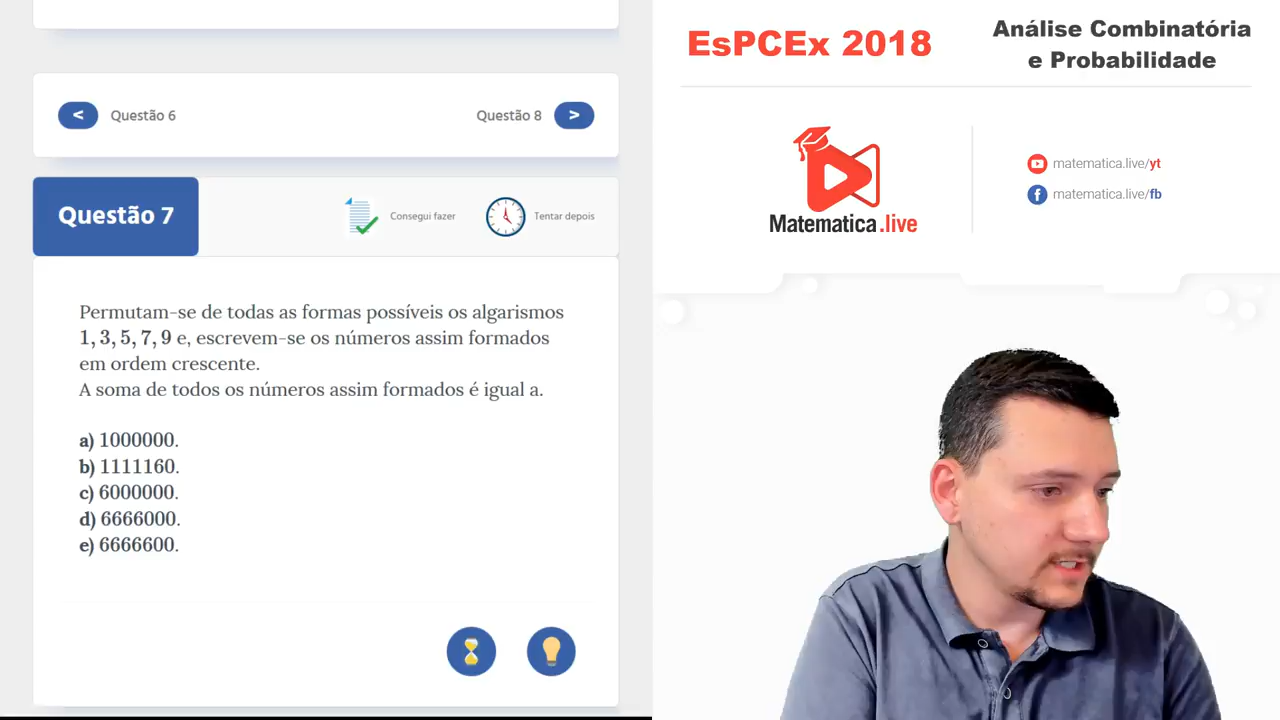 < Questão 6
Questão 8 >
Questão 7
Consegui fazer
Tentar depois
Permutam-se de todas as formas possíveis os algarismos
1, 3, 5, 7, 9 e, escrevem-se os números assim formados
em ordem crescente.
A soma de todos os números assim formados é igual a.
a) 1000000.
b) 1111160.
c) 6000000.
d) 6666000.
e) 6666600.
EsPCEx 2018
Análise Combinatória
e Probabilidade
Matematica.live
matematica.live/yt
matematica.live/fb